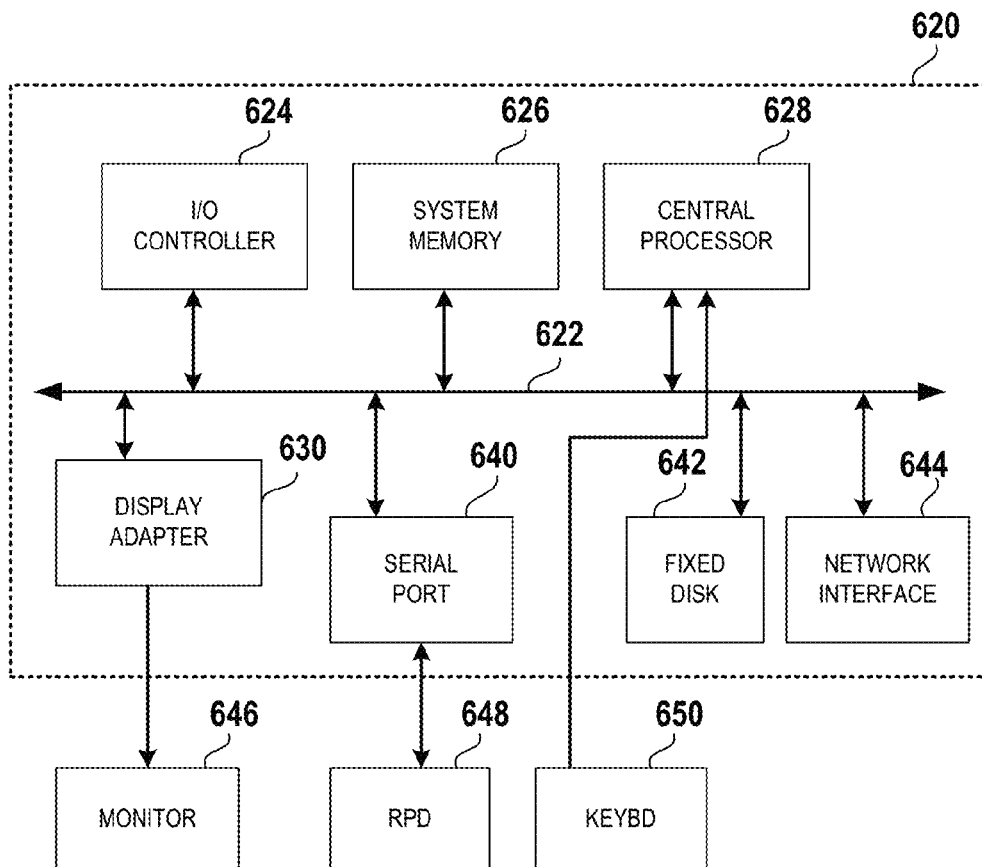 620
624
626
628
I/O
CONTROLLER
SYSTEM
MEMORY
CENTRAL
PROCESSOR
622
630
640
642
644
DISPLAY
ADAPTER
SERIAL
PORT
FIXED
DISK
NETWORK
INTERFACE
646
648
650
MONITOR
RPD
KEYBD